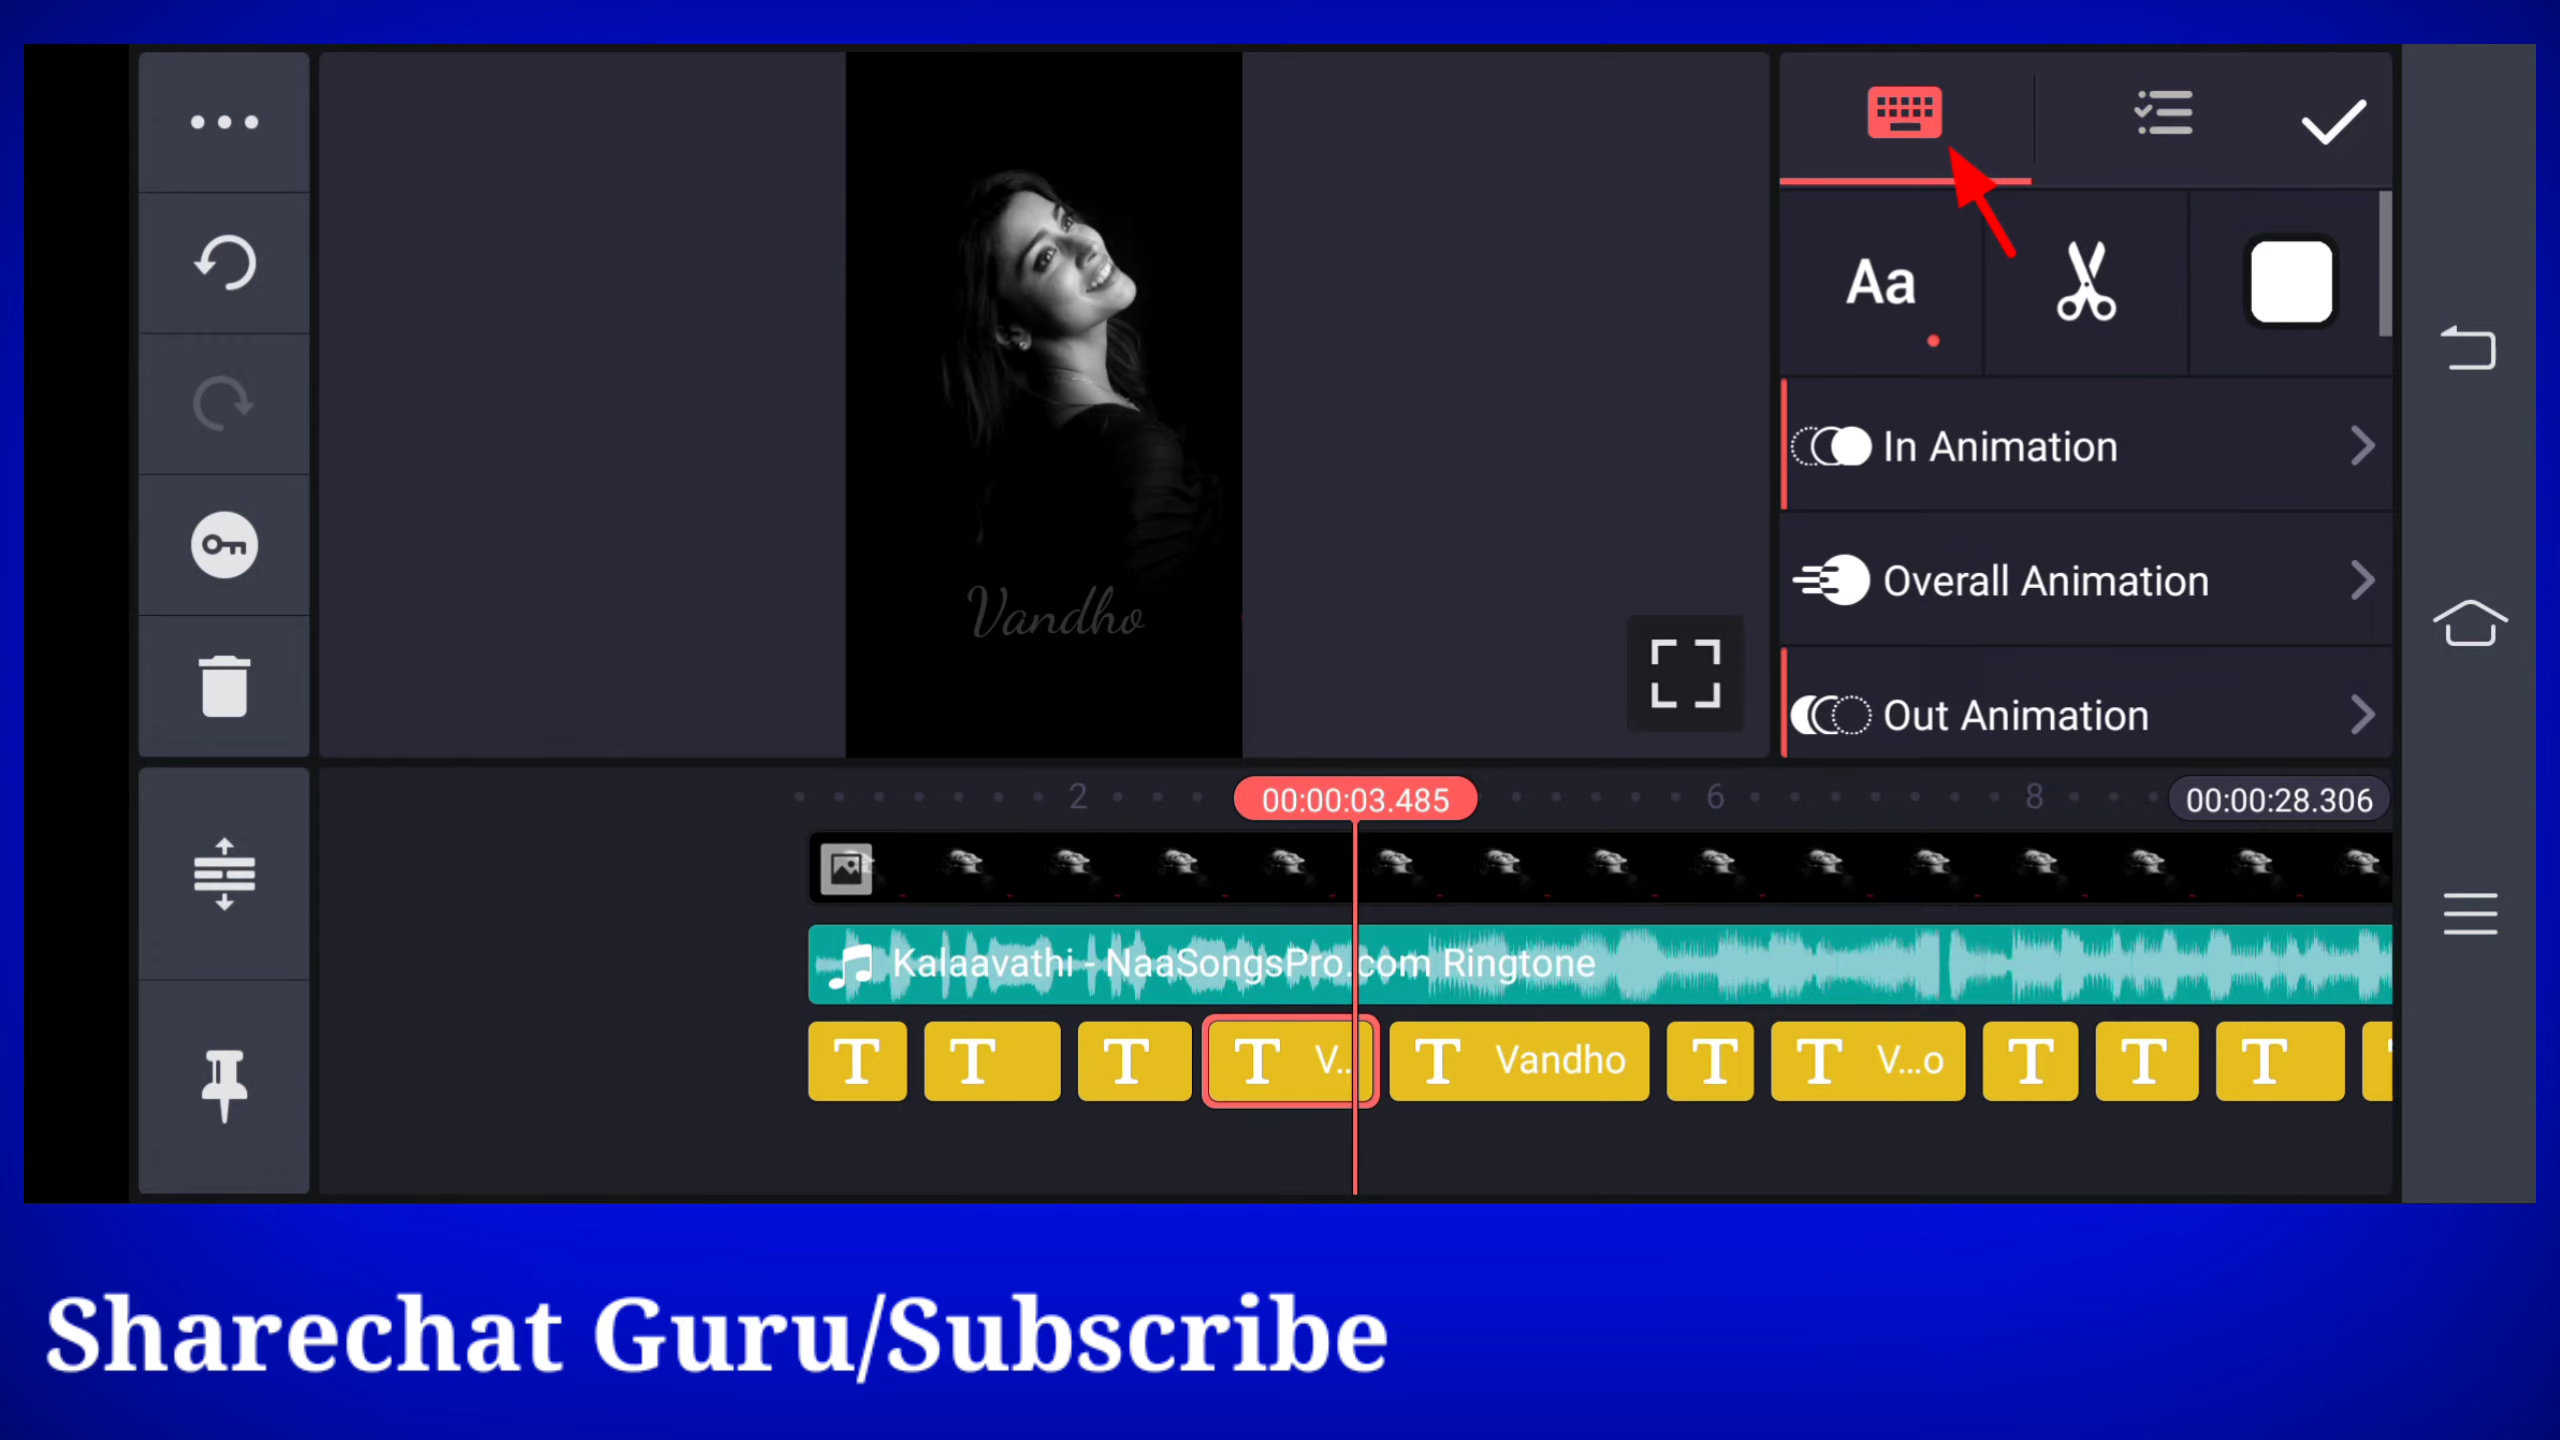 Aa
In Animation
Overall Animation
Out Animation
Vandho
2
00:00:03.485
6
8
00:00:28.306
Kalaavathi - NaaSongsPro.com Ringtone
T
T
T
T V..
T Vandho
T
T V...o
T
T
T
Sharechat Guru/Subscribe